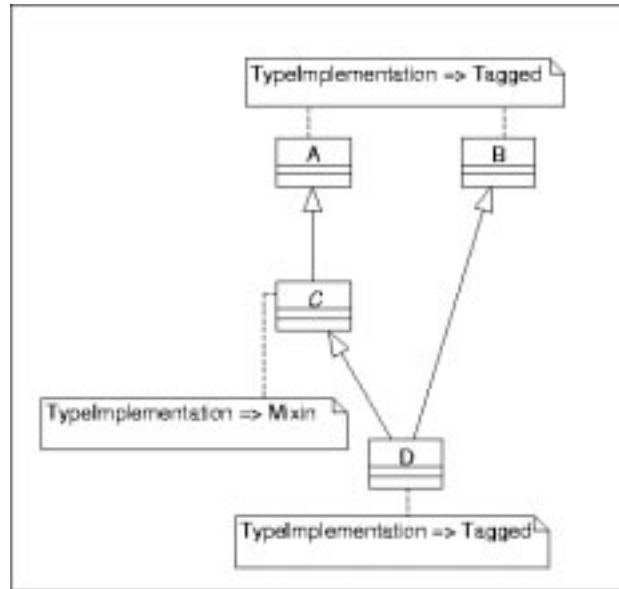 TypeImplementation => Tagged
A
B
C
TypeImplementation => Mixin
D
TypeImplementation => Tagged